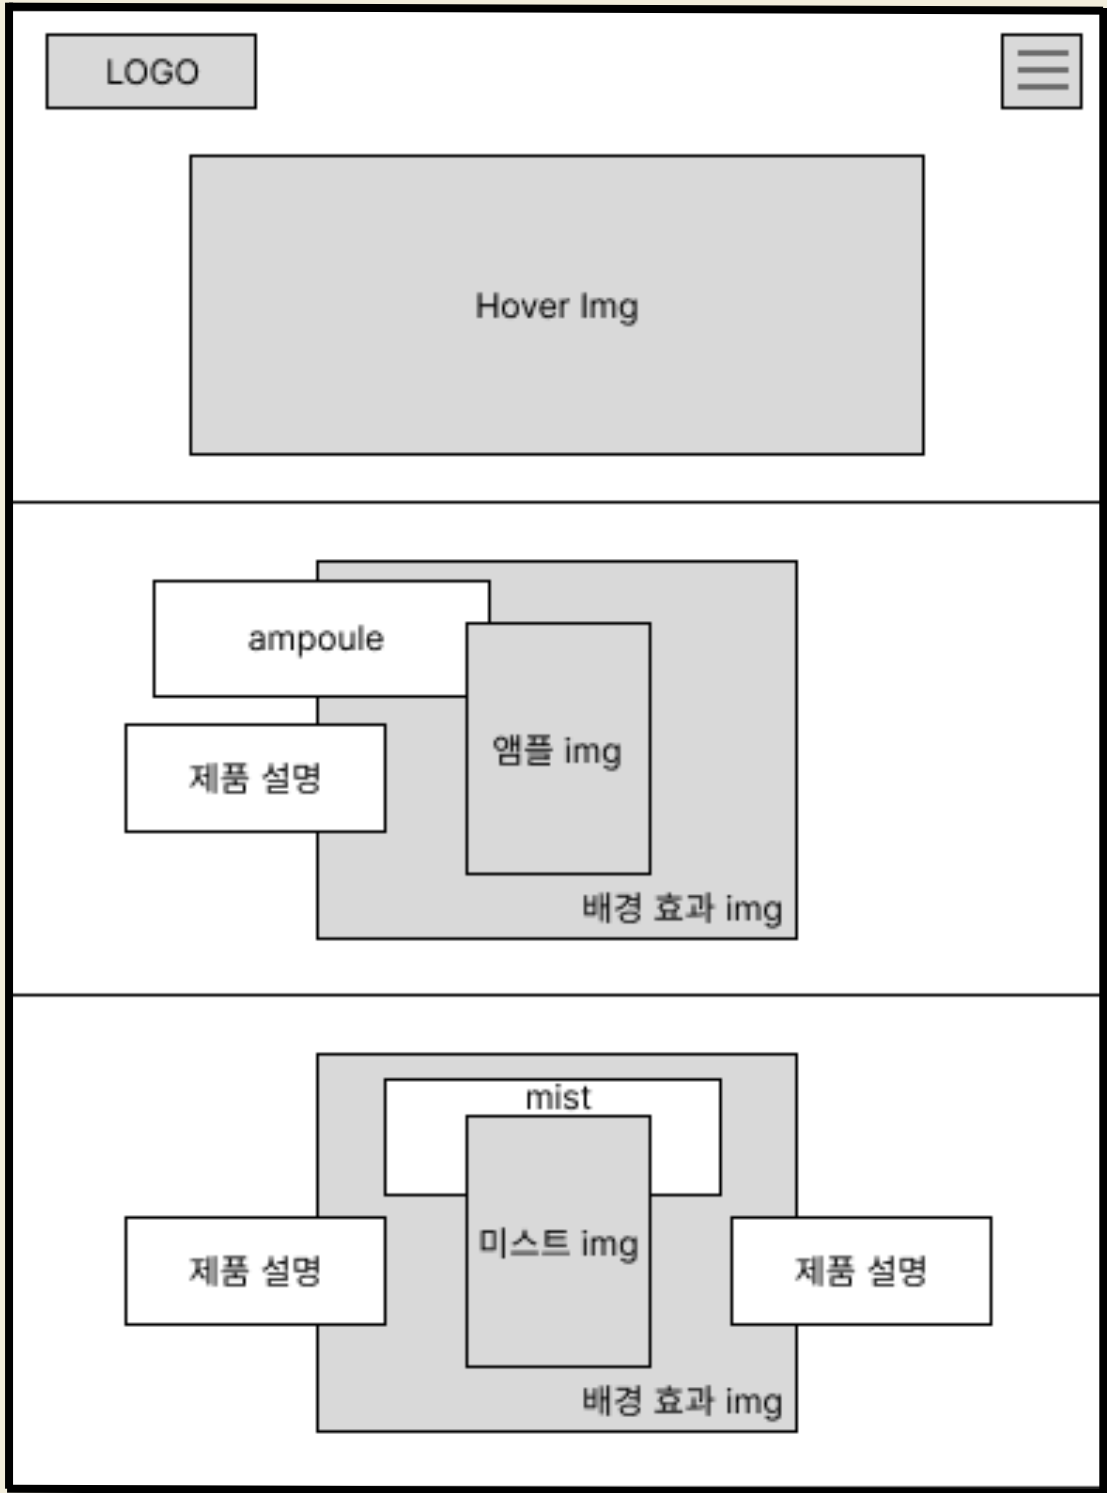 LOGO
Hover Img
ampoule
앰플 img
제품 설명
배경 효과 img
mist
미스트 img
제품 설명
제품 설명
배경 효과 img